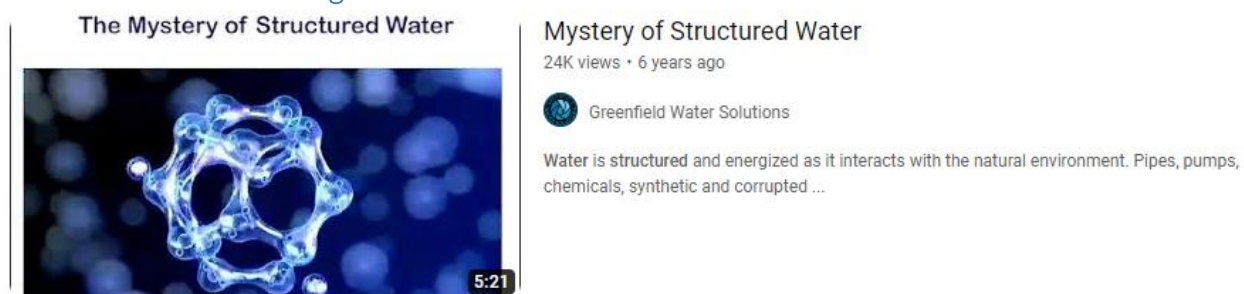 The Mystery of Structured Water
5:21
Mystery of Structured Water
24K views • 6 years ago
Greenfield Water Solutions
Water is structured and energized as it interacts with the natural environment. Pipes, pumps,
chemicals, synthetic and corrupted ...